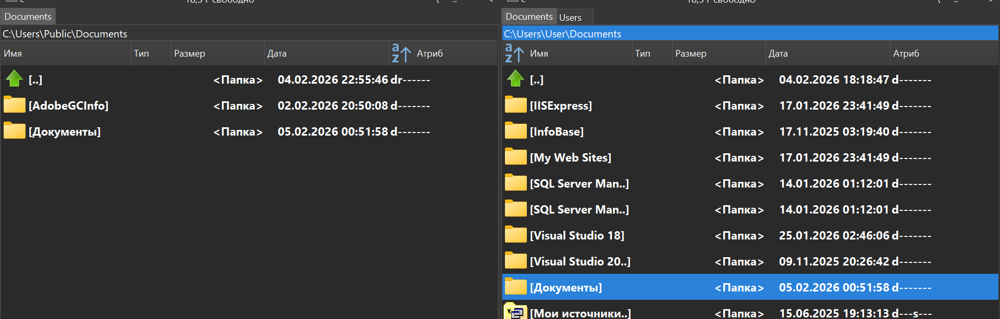 18,5 Г свободно
18,5 Г свободно
Documents
Documents Users
C:\Users\Public\Documents
C:\Users\User\Documents
Имя Тип Размер Дата Атриб
Имя Тип Размер Дата Атриб
[..] <Папка> 04.02.2026 22:55:46 dr------
[AdobeGCInfo] <Папка> 02.02.2026 20:50:08 d-------
[Документы] <Папка> 05.02.2026 00:51:58 d-------
[..] <Папка> 04.02.2026 18:18:47 d-------
[IISExpress] <Папка> 17.01.2026 23:41:49 d-------
[InfoBase] <Папка> 17.11.2025 03:19:40 d-------
[My Web Sites] <Папка> 17.01.2026 23:41:49 d-------
[SQL Server Man..] <Папка> 14.01.2026 01:12:01 d-------
[SQL Server Man..] <Папка> 14.01.2026 01:12:01 d-------
[Visual Studio 18] <Папка> 25.01.2026 02:46:06 d-------
[Visual Studio 20..] <Папка> 09.11.2025 20:26:42 d-------
[Документы] <Папка> 05.02.2026 00:51:58 d-------
[Мои источники..] <Папка> 15.06.2025 19:13:13 d---s---